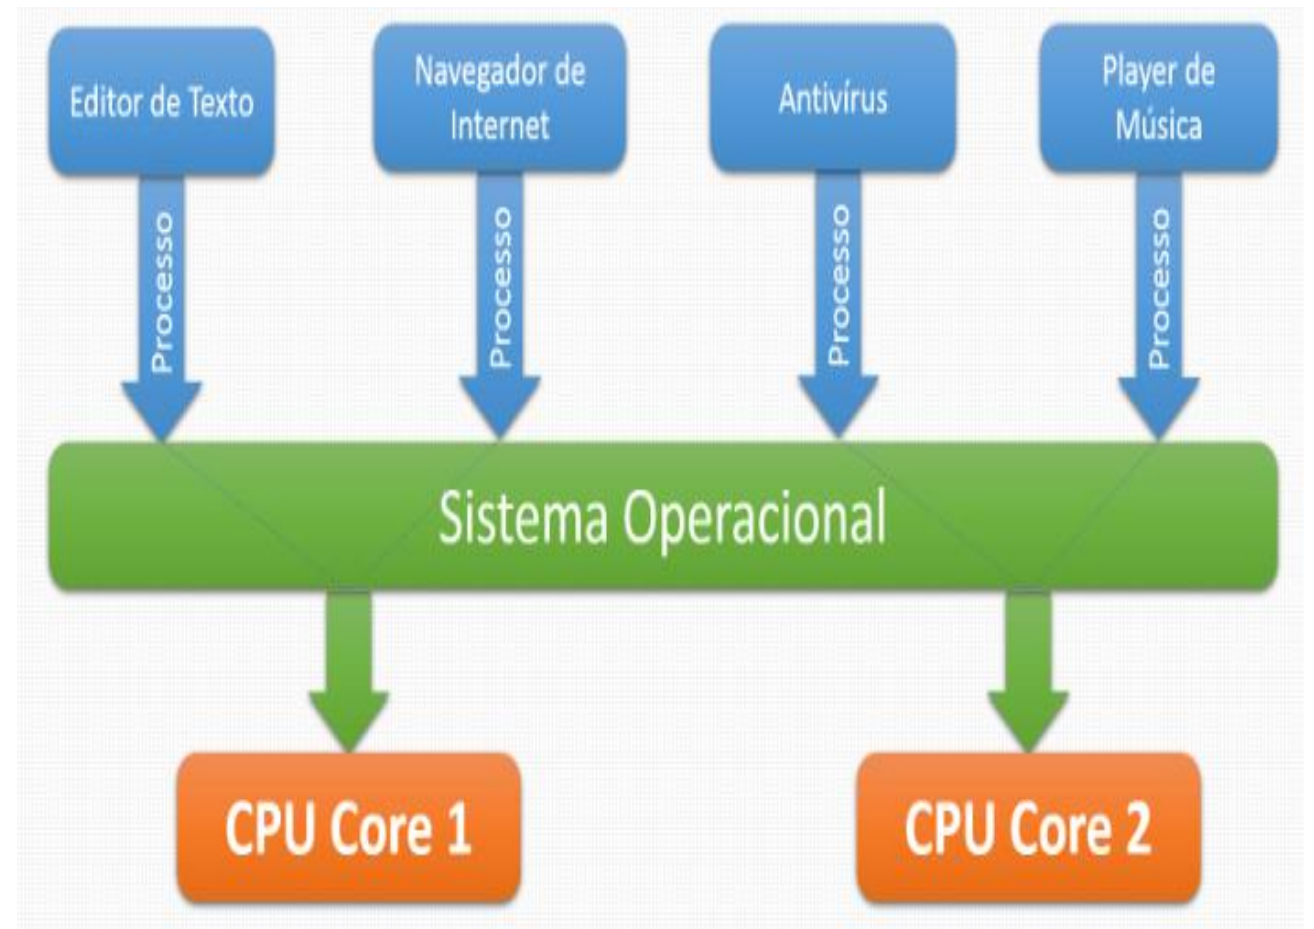 Editor de Texto
Navegador de
Internet
Antivírus
Player de
Música
Processo
Processo
Processo
Processo
Sistema Operacional
CPU Core 1
CPU Core 2